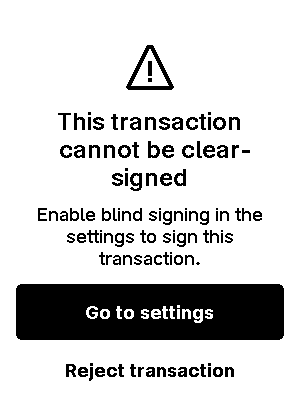 This transaction
cannot be clear-
signed
Enable blind signing in the
settings to sign this
transaction.
Go to settings
Reject transaction